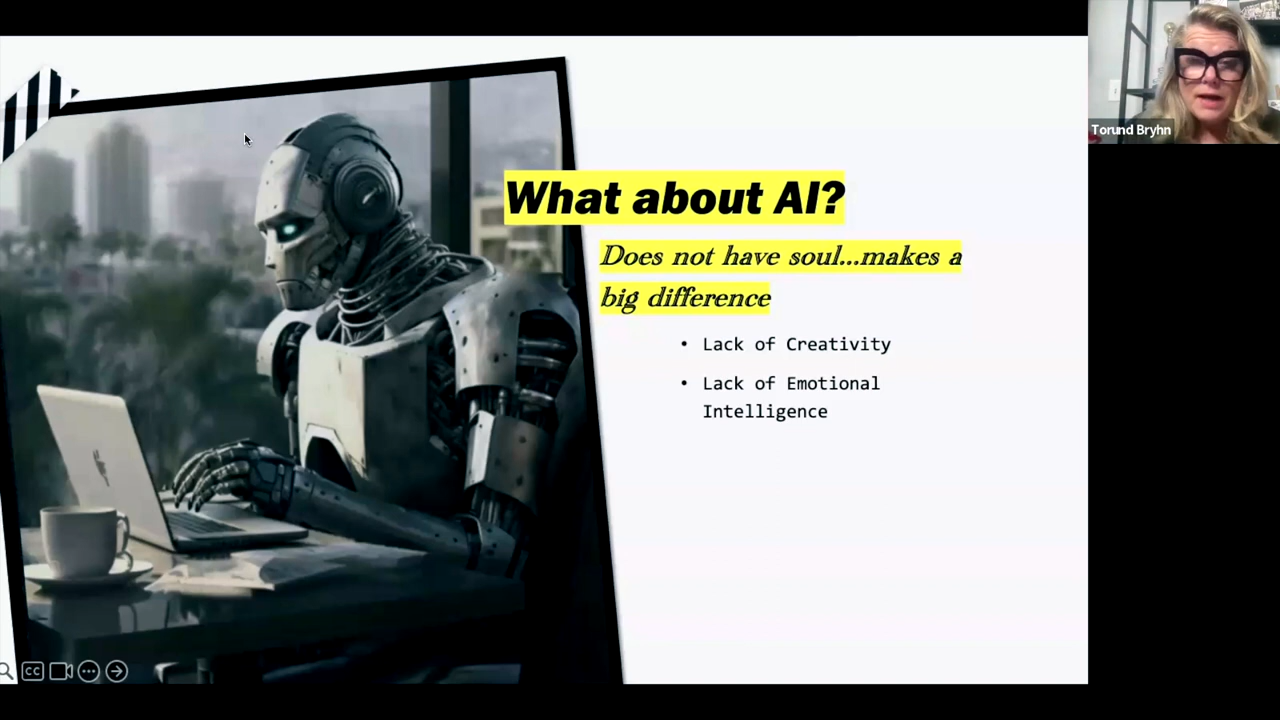 What about AI?
Does not have soul...makes a
big difference
• Lack of Creativity
• Lack of Emotional
Intelligence
Torund Bryhn
CC